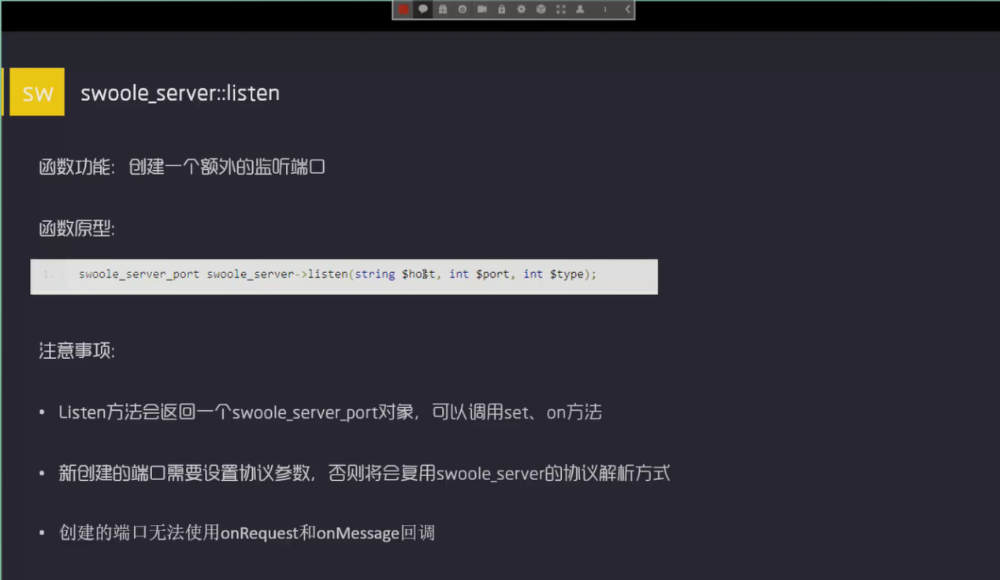 SW
swoole_server::listen
函数功能：创建一个额外的监听端口
函数原型:
1. swoole_server_port swoole_server->listen(string $host, int $port, int $type);
注意事项:
• Listen方法会返回一个swoole_server_port对象，可以调用set、on方法
• 新创建的端口需要设置协议参数，否则将会复用swoole_server的协议解析方式
• 创建的端口无法使用onRequest和onMessage回调